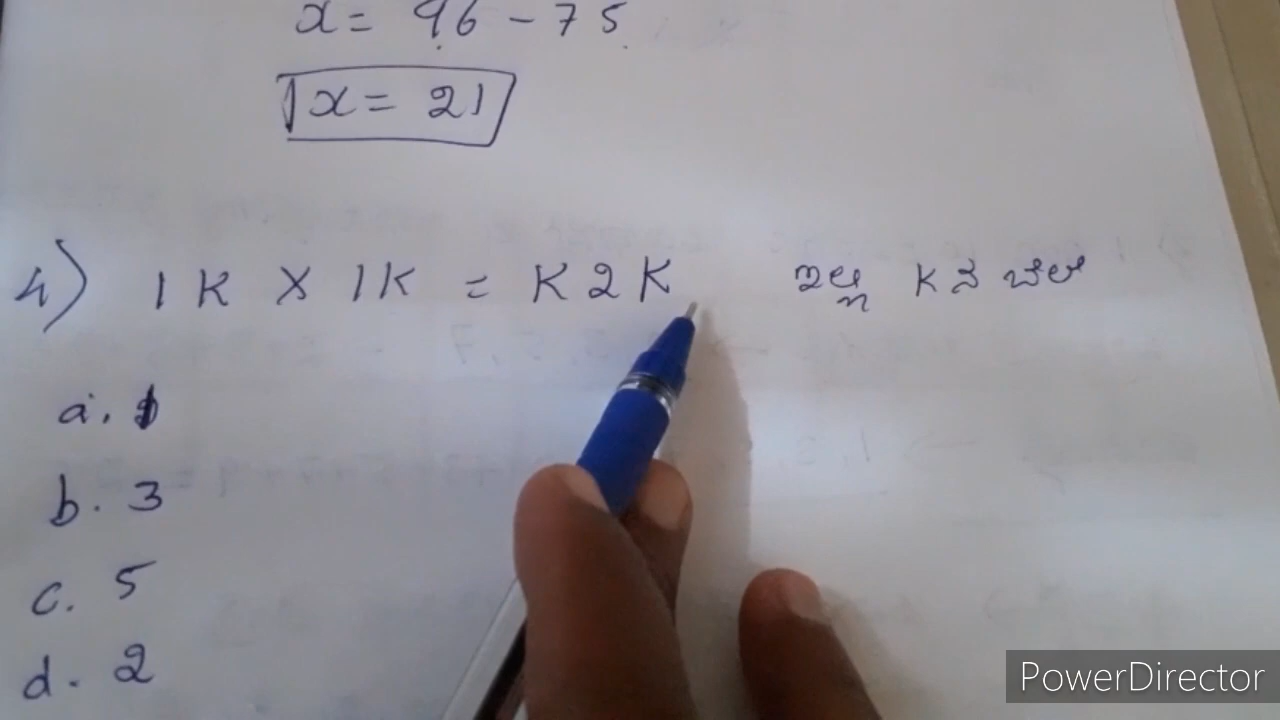 x = 96 - 75
x = 21
4) 1K X 1K = K2K ಇಲ್ಲಿ K ನ ಬೆಲೆ
a. 1
b. 3
c. 5
d. 2
PowerDirector